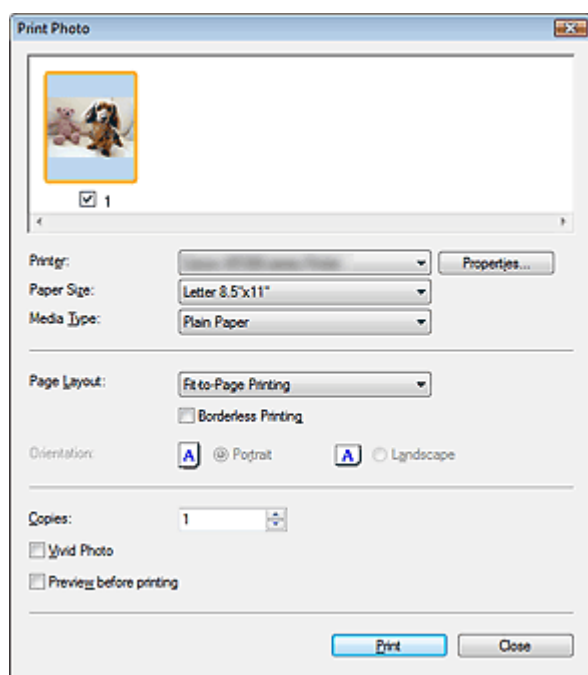 Print Photo
1
Printer: Properties...
Paper Size: Letter 8.5"x11"
Media Type: Plain Paper
Page Layout: Fit-to-Page Printing
Borderless Printing
Orientation: A Portrait A Landscape
Copies: 1
Vivid Photo
Preview before printing
Print Close